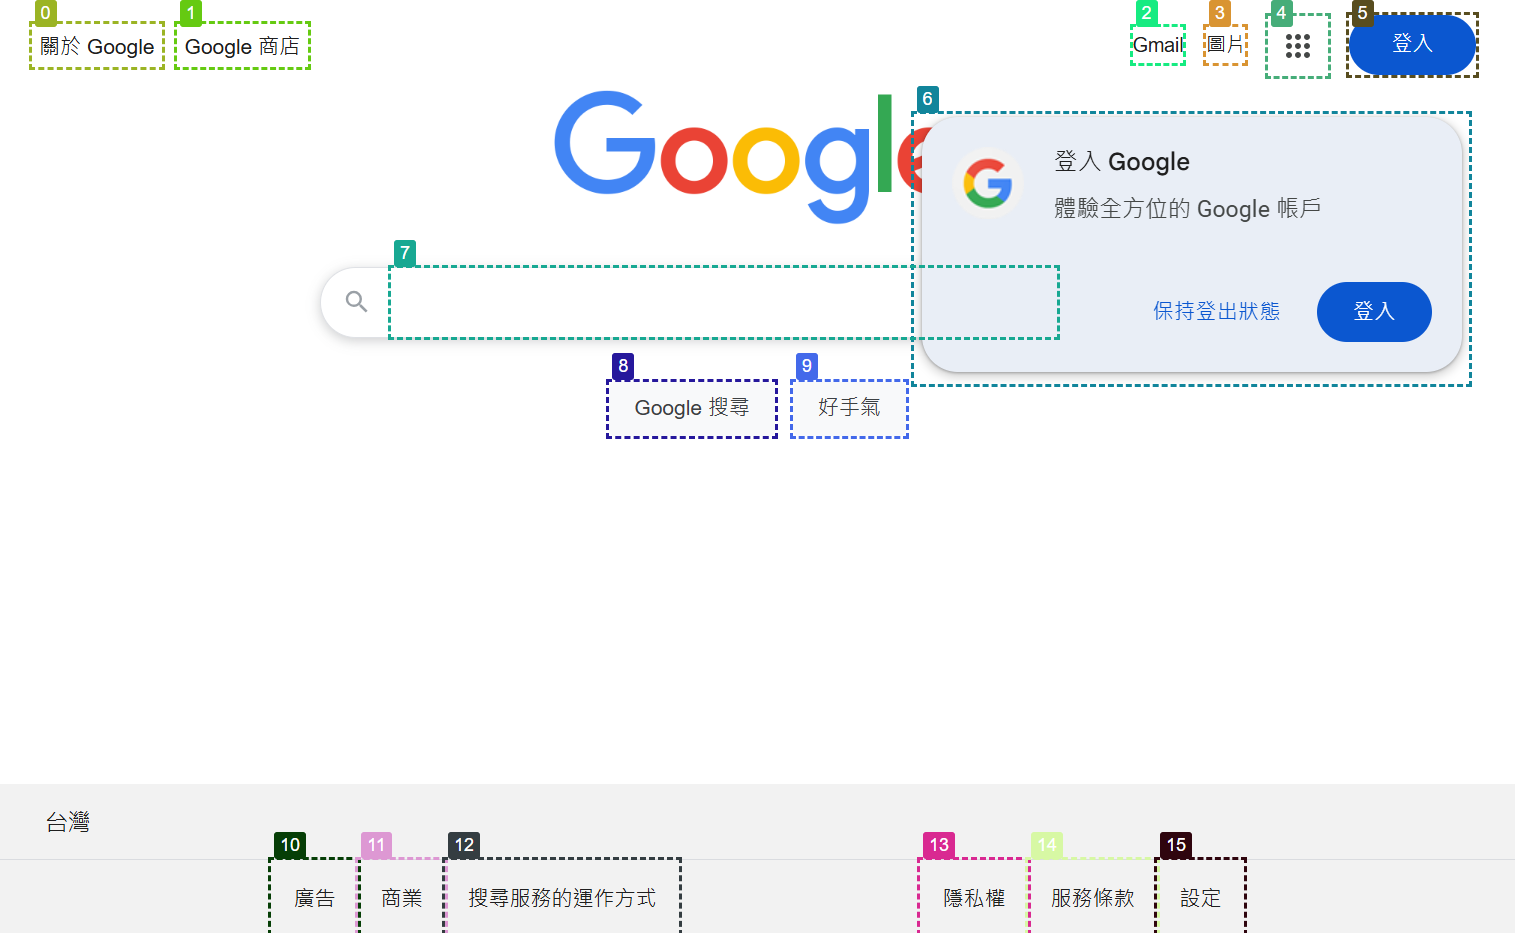 0
1
2
3
4
5
關於 Google
Google 商店
Gmail
圖片
登入
6
Google
登入 Google
體驗全方位的 Google 帳戶
7
保持登出狀態
登入
8
9
Google 搜尋
好手氣
台灣
10
11
12
13
14
15
廣告
商業
搜尋服務的運作方式
隱私權
服務條款
設定